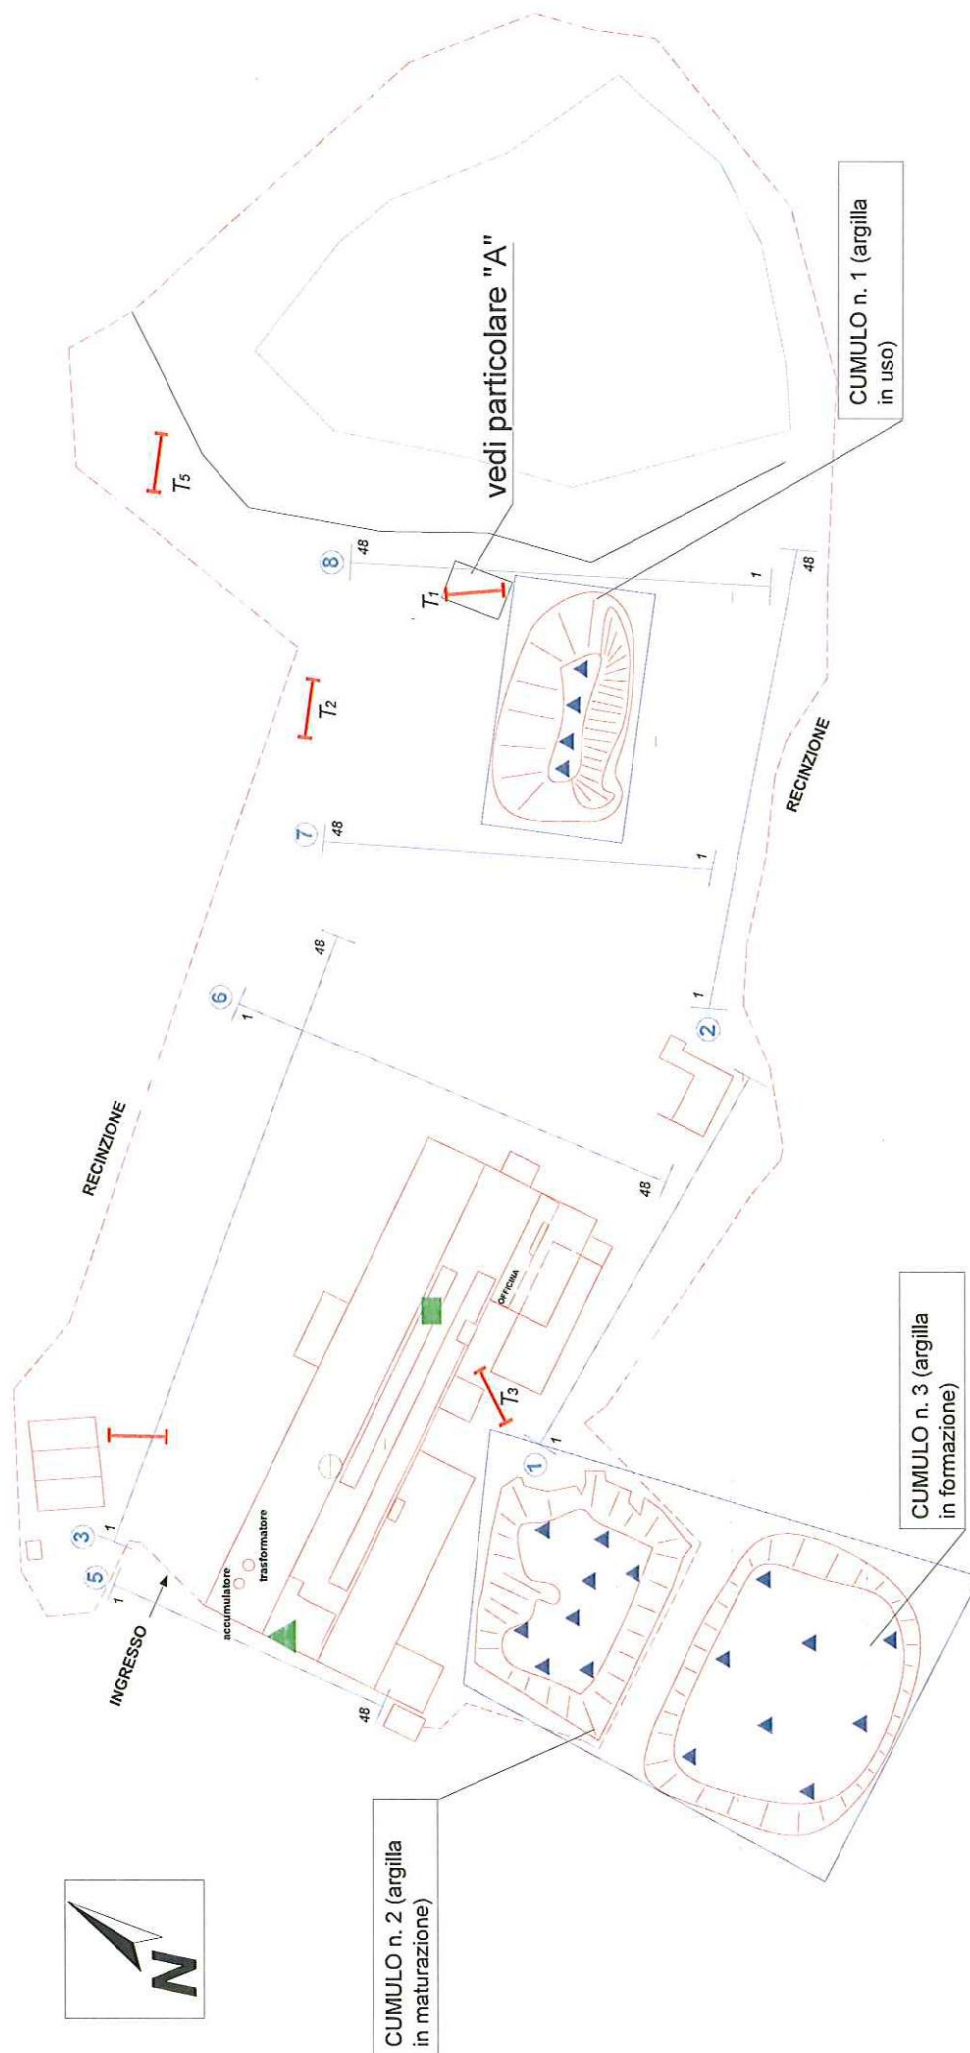 vedi particolare "A"
CUMULO n. 1 (argilla
in uso)
T5
8
48
T1
1
48
T2
RECINZIONE
7
48
1
6
1
48
1
2
RECINZIONE
48
OFFICINA
T3
1
1
CUMULO n. 3 (argilla
in formazione)
3
1
5
1
accumulatore
trasformatore
INGRESSO
48
CUMULO n. 2 (argilla
in maturazione)
N